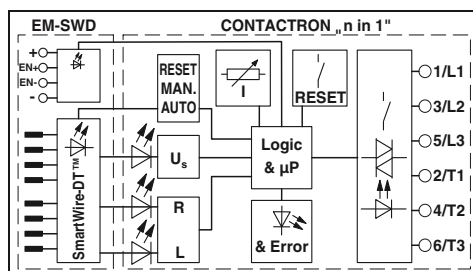 EM-SWD
CONTACTRON „n in 1"
+
EN+
EN-
-
RESET
MAN.
AUTO
I
RESET
SmartWire-DT™
Us
R
L
Logic
& µP
& Error
1/L1
3/L2
5/L3
2/T1
4/T2
6/T3